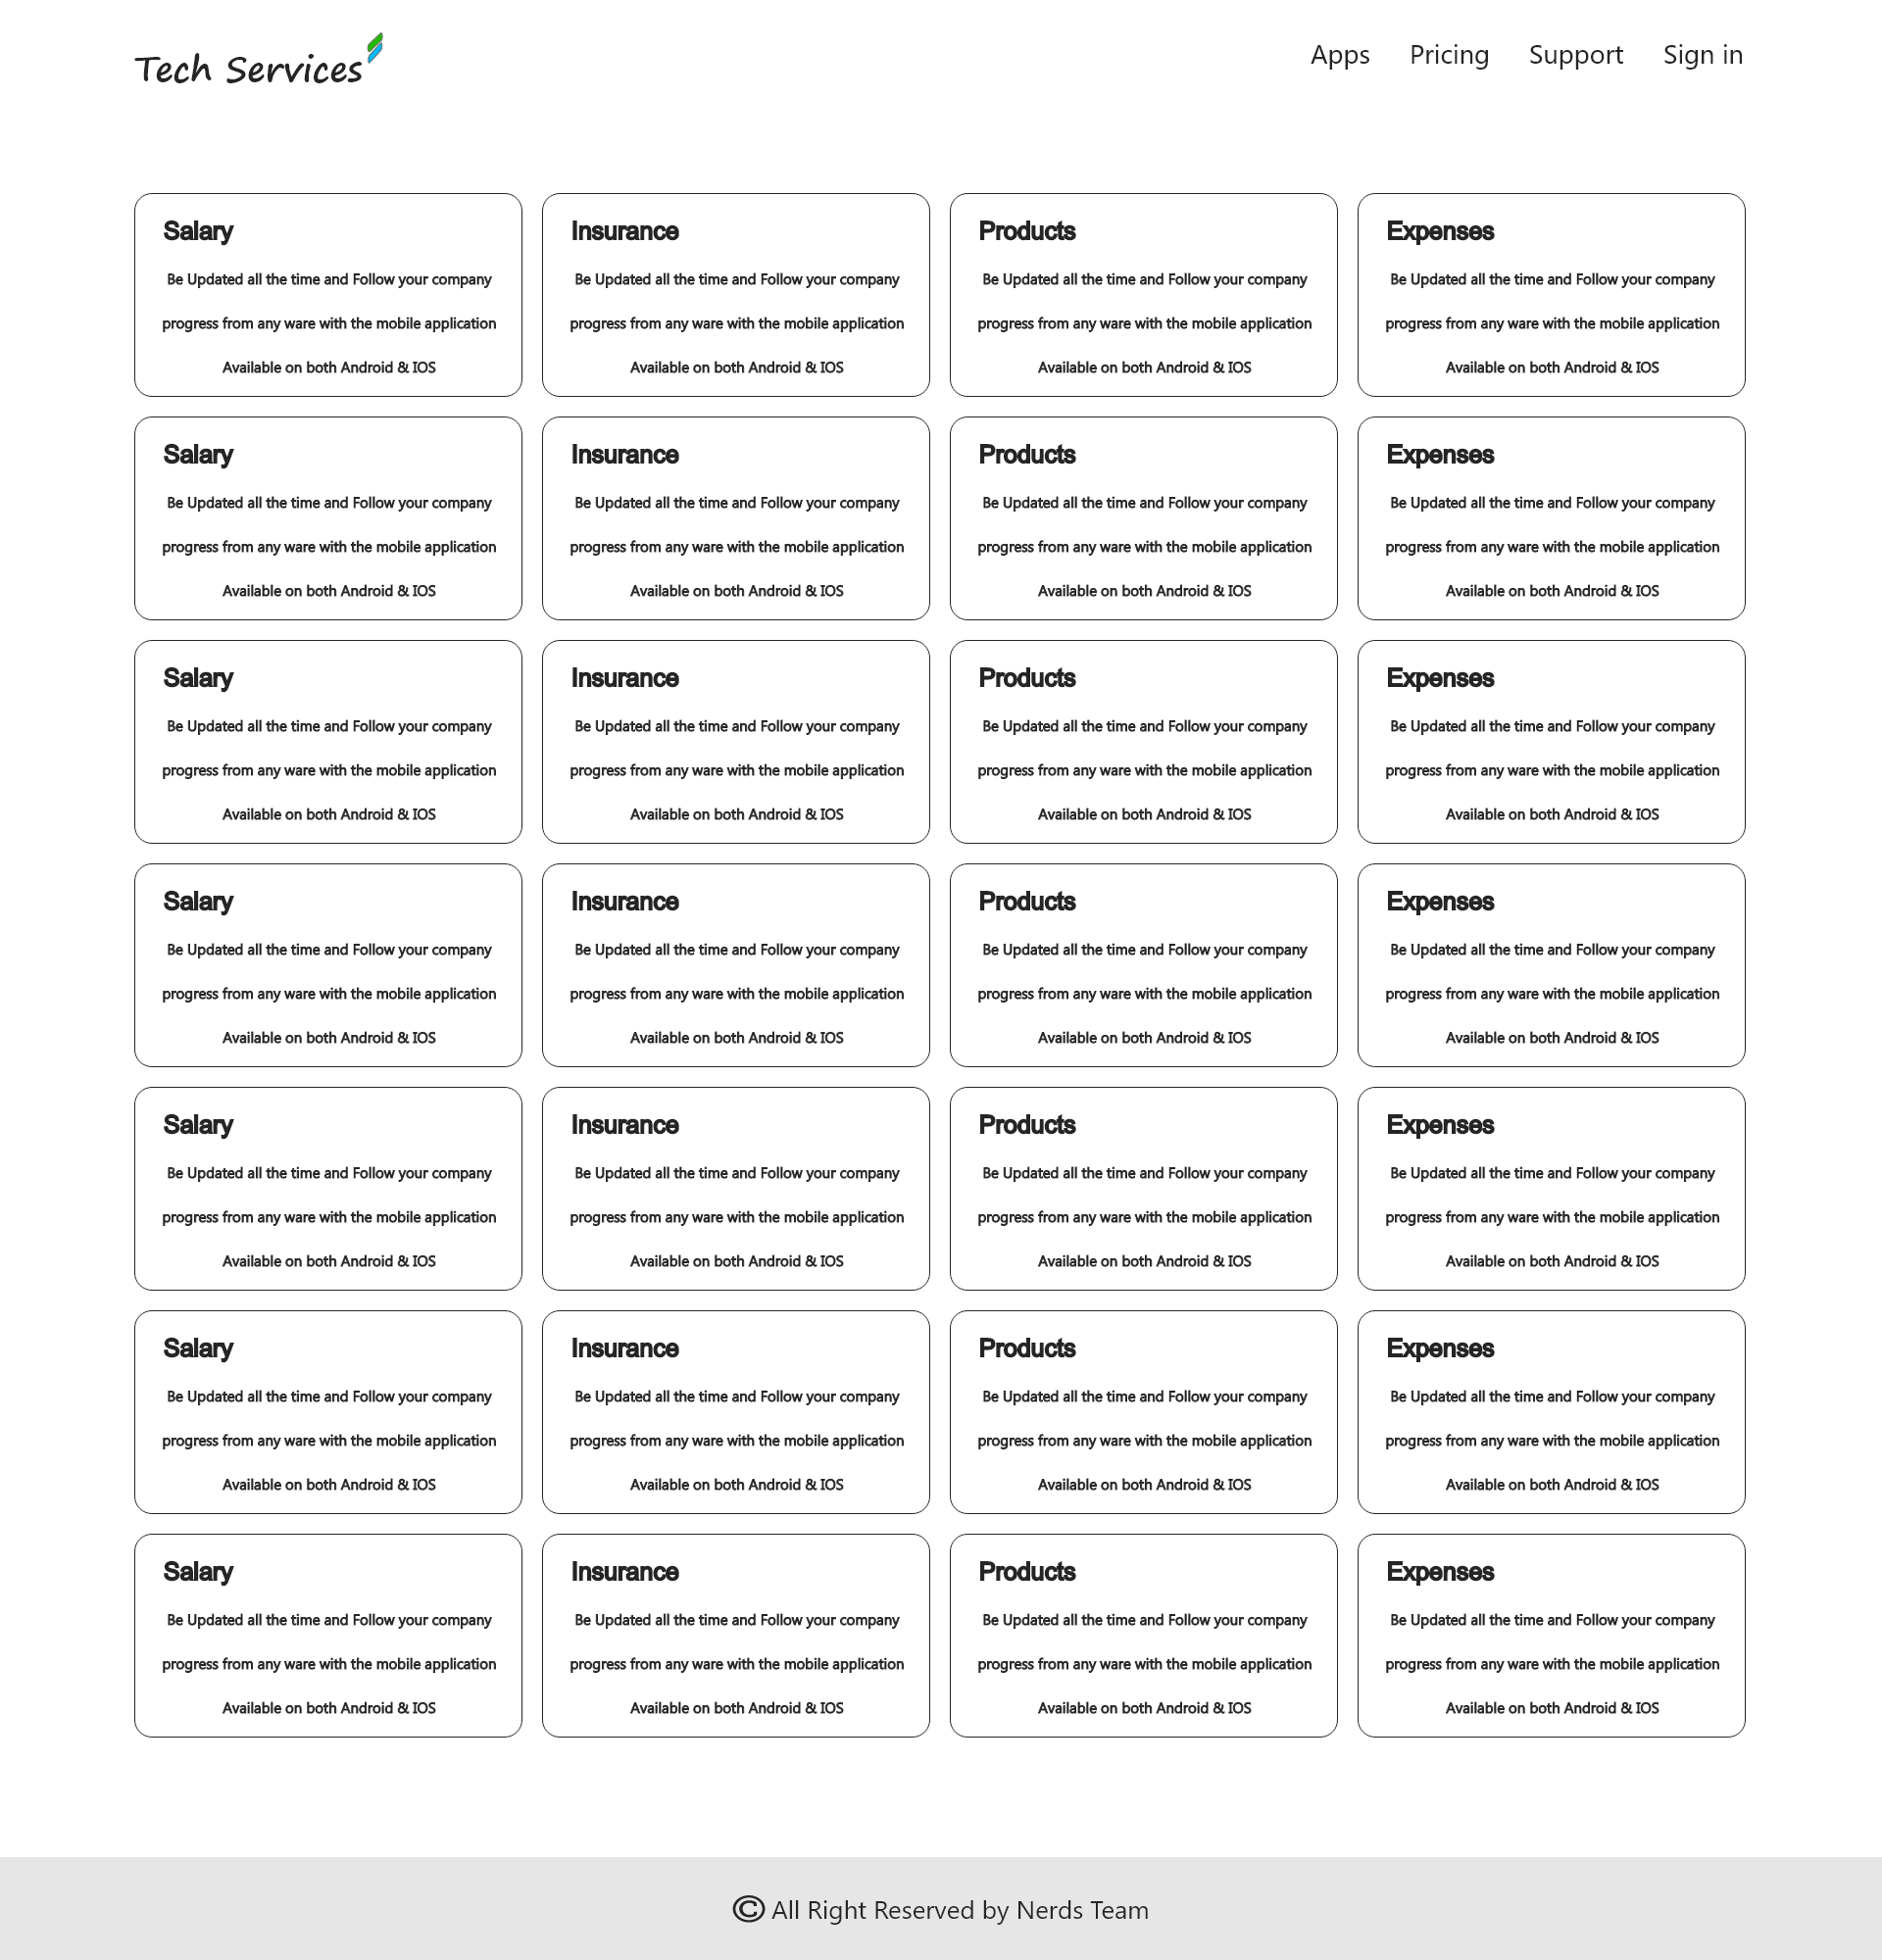 Tech Services
Apps Pricing Support Sign in
Salary
Be Updated all the time and Follow your company
progress from any ware with the mobile application
Available on both Android & IOS
Insurance
Be Updated all the time and Follow your company
progress from any ware with the mobile application
Available on both Android & IOS
Products
Be Updated all the time and Follow your company
progress from any ware with the mobile application
Available on both Android & IOS
Expenses
Be Updated all the time and Follow your company
progress from any ware with the mobile application
Available on both Android & IOS
Salary
Be Updated all the time and Follow your company
progress from any ware with the mobile application
Available on both Android & IOS
Insurance
Be Updated all the time and Follow your company
progress from any ware with the mobile application
Available on both Android & IOS
Products
Be Updated all the time and Follow your company
progress from any ware with the mobile application
Available on both Android & IOS
Expenses
Be Updated all the time and Follow your company
progress from any ware with the mobile application
Available on both Android & IOS
Salary
Be Updated all the time and Follow your company
progress from any ware with the mobile application
Available on both Android & IOS
Insurance
Be Updated all the time and Follow your company
progress from any ware with the mobile application
Available on both Android & IOS
Products
Be Updated all the time and Follow your company
progress from any ware with the mobile application
Available on both Android & IOS
Expenses
Be Updated all the time and Follow your company
progress from any ware with the mobile application
Available on both Android & IOS
Salary
Be Updated all the time and Follow your company
progress from any ware with the mobile application
Available on both Android & IOS
Insurance
Be Updated all the time and Follow your company
progress from any ware with the mobile application
Available on both Android & IOS
Products
Be Updated all the time and Follow your company
progress from any ware with the mobile application
Available on both Android & IOS
Expenses
Be Updated all the time and Follow your company
progress from any ware with the mobile application
Available on both Android & IOS
Salary
Be Updated all the time and Follow your company
progress from any ware with the mobile application
Available on both Android & IOS
Insurance
Be Updated all the time and Follow your company
progress from any ware with the mobile application
Available on both Android & IOS
Products
Be Updated all the time and Follow your company
progress from any ware with the mobile application
Available on both Android & IOS
Expenses
Be Updated all the time and Follow your company
progress from any ware with the mobile application
Available on both Android & IOS
Salary
Be Updated all the time and Follow your company
progress from any ware with the mobile application
Available on both Android & IOS
Insurance
Be Updated all the time and Follow your company
progress from any ware with the mobile application
Available on both Android & IOS
Products
Be Updated all the time and Follow your company
progress from any ware with the mobile application
Available on both Android & IOS
Expenses
Be Updated all the time and Follow your company
progress from any ware with the mobile application
Available on both Android & IOS
Salary
Be Updated all the time and Follow your company
progress from any ware with the mobile application
Available on both Android & IOS
Insurance
Be Updated all the time and Follow your company
progress from any ware with the mobile application
Available on both Android & IOS
Products
Be Updated all the time and Follow your company
progress from any ware with the mobile application
Available on both Android & IOS
Expenses
Be Updated all the time and Follow your company
progress from any ware with the mobile application
Available on both Android & IOS
© All Right Reserved by Nerds Team